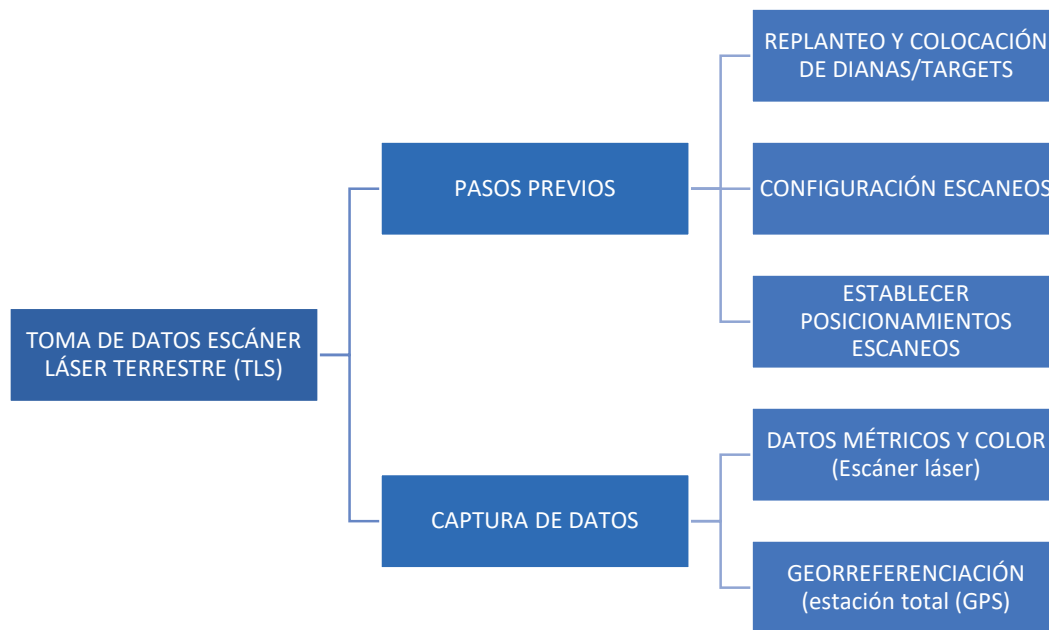 REPLANTEO Y COLOCACIÓN
DE DIANAS/TARGETS
PASOS PREVIOS
CONFIGURACIÓN ESCANEOS
ESTABLECER
POSICIONAMIENTOS
ESCANEOS
TOMA DE DATOS ESCÁNER
LÁSER TERRESTRE (TLS)
DATOS MÉTRICOS Y COLOR
(Escáner láser)
CAPTURA DE DATOS
GEORREFERENCIACIÓN
(estación total (GPS)